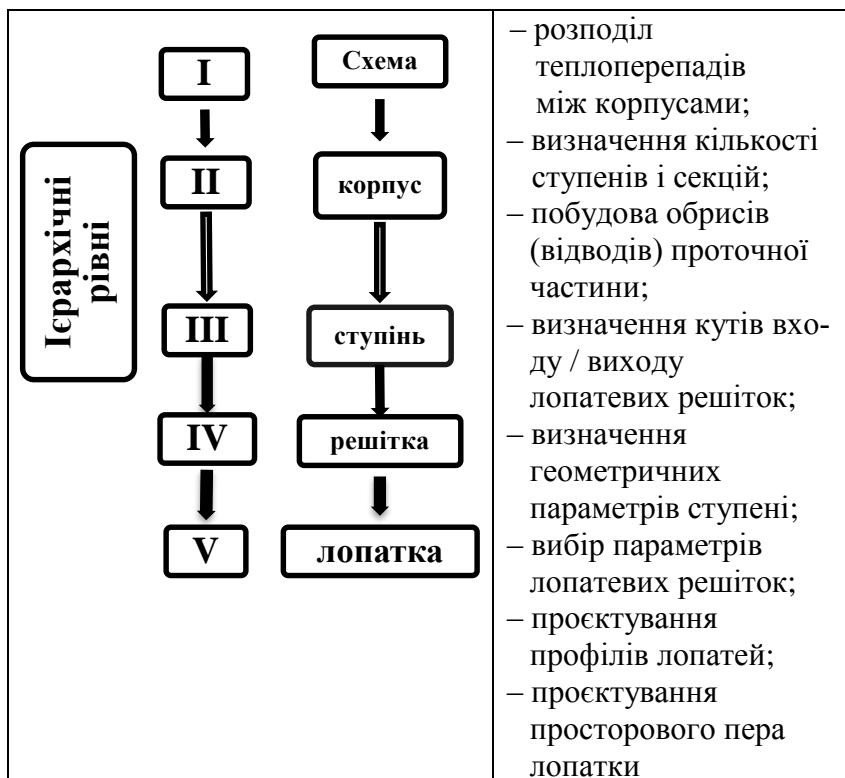 Ієрархічні
рівні
I
Схема
II
корпус
III
ступінь
IV
решітка
V
лопатка
– розподіл
теплоперепадів
між корпусами;
– визначення кількості
ступенів і секцій;
– побудова обрисів
(відводів) проточної
частини;
– визначення кутів вхо-
ду / виходу
лопатевих решіток;
– визначення
геометричних
параметрів ступені;
– вибір параметрів
лопатевих решіток;
– проєктування
профілів лопатей;
– проєктування
просторового пера
лопатки